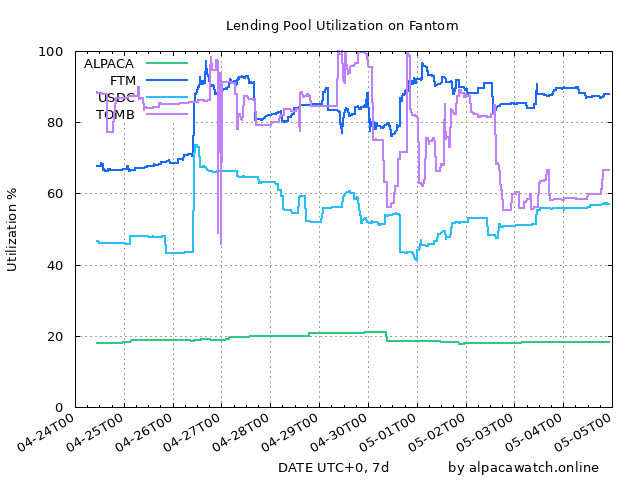 Lending Pool Utilization on Fantom
ALPACA
FTM
USDC
TOMB
100
80
60
40
20
0
Utilization %
04-24T00
04-25T00
04-26T00
04-27T00
04-28T00
04-29T00
04-30T00
05-01T00
05-02T00
05-03T00
05-04T00
05-05T00
DATE UTC+0, 7d
by alpacawatch.online